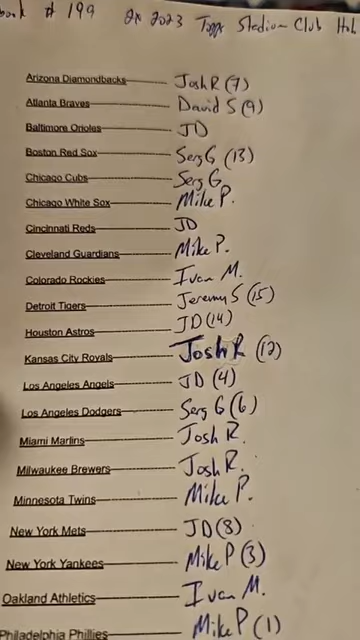 book # 199 2x 2023 Topps Stadium Club Hob
Arizona Diamondbacks Josh R (7)
Atlanta Braves David S (9)
Baltimore Orioles JD
Boston Red Sox Serg G (13)
Chicago Cubs Serg G
Chicago White Sox Mike P.
Cincinnati Reds JD
Cleveland Guardians Mike P.
Colorado Rockies Ivan M.
Detroit Tigers Jeremy S (15)
Houston Astros JD (14)
Kansas City Royals Josh R (12)
Los Angeles Angels JD (4)
Los Angeles Dodgers Serg G (6)
Miami Marlins Josh R.
Milwaukee Brewers Josh R.
Minnesota Twins Mike P.
New York Mets JD (8)
New York Yankees Mike P (3)
Oakland Athletics Ivan M.
Philadelphia Phillies Mike P (1)